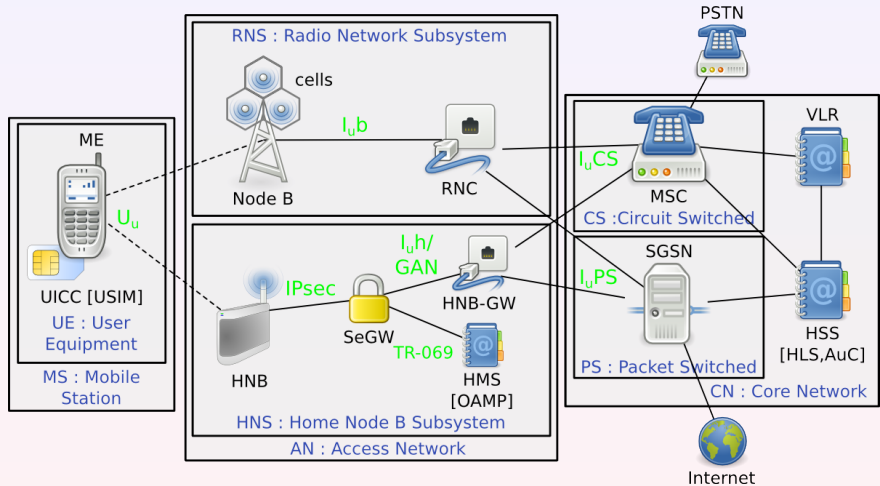 PSTN
RNS : Radio Network Subsystem
cells
Iub
Node B
RNC
ME
Uu
UICC [USIM]
UE : User
Equipment
MS : Mobile
Station
IuCS
MSC
CS :Circuit Switched
VLR
Iuh/
GAN
IPsec
HNB-GW
SeGW
TR-069
HNB
HMS
[OAMP]
HNS : Home Node B Subsystem
AN : Access Network
SGSN
IuPS
PS : Packet Switched
HSS
[HLS,AuC]
CN : Core Network
Internet